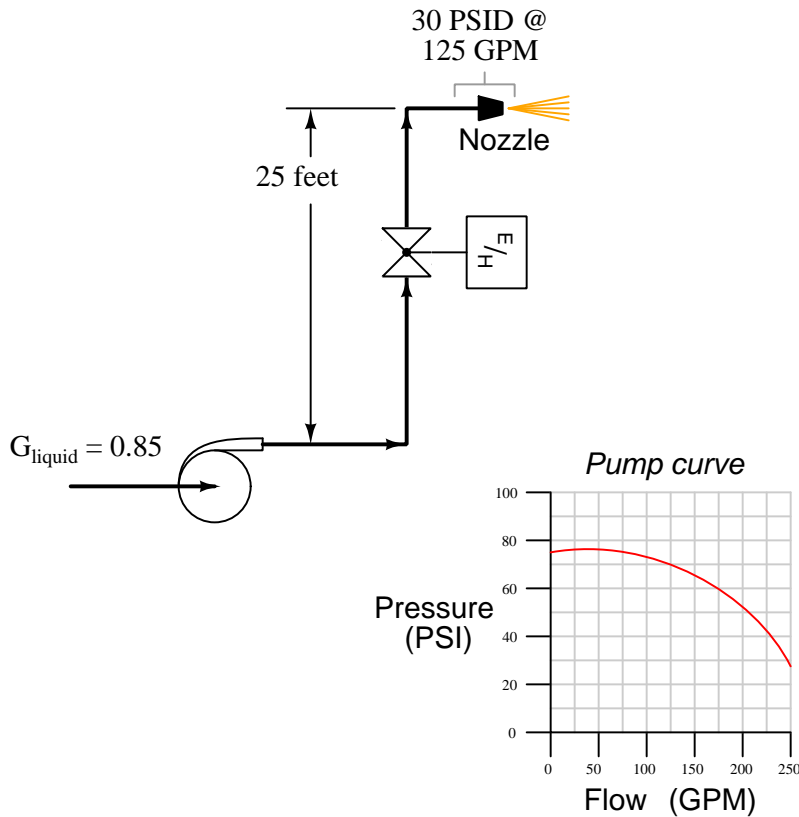 30 PSID @
125 GPM
Nozzle
25 feet
E/H
Gliquid = 0.85
Pump curve
Pressure
(PSI)
100
80
60
40
20
0
0 50 100 150 200 250
Flow (GPM)